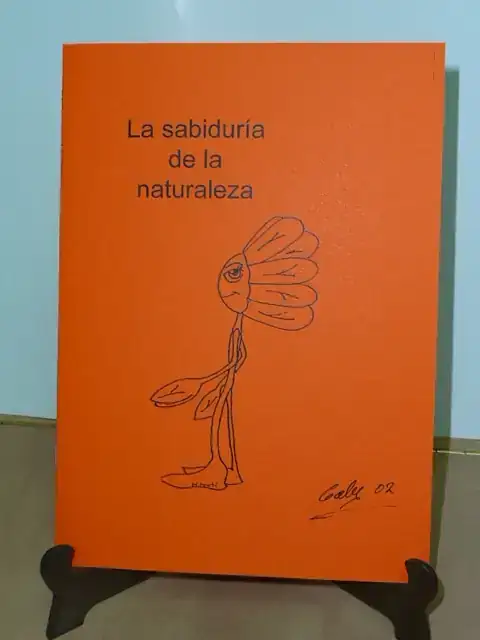 La sabiduría
de la
naturaleza
02